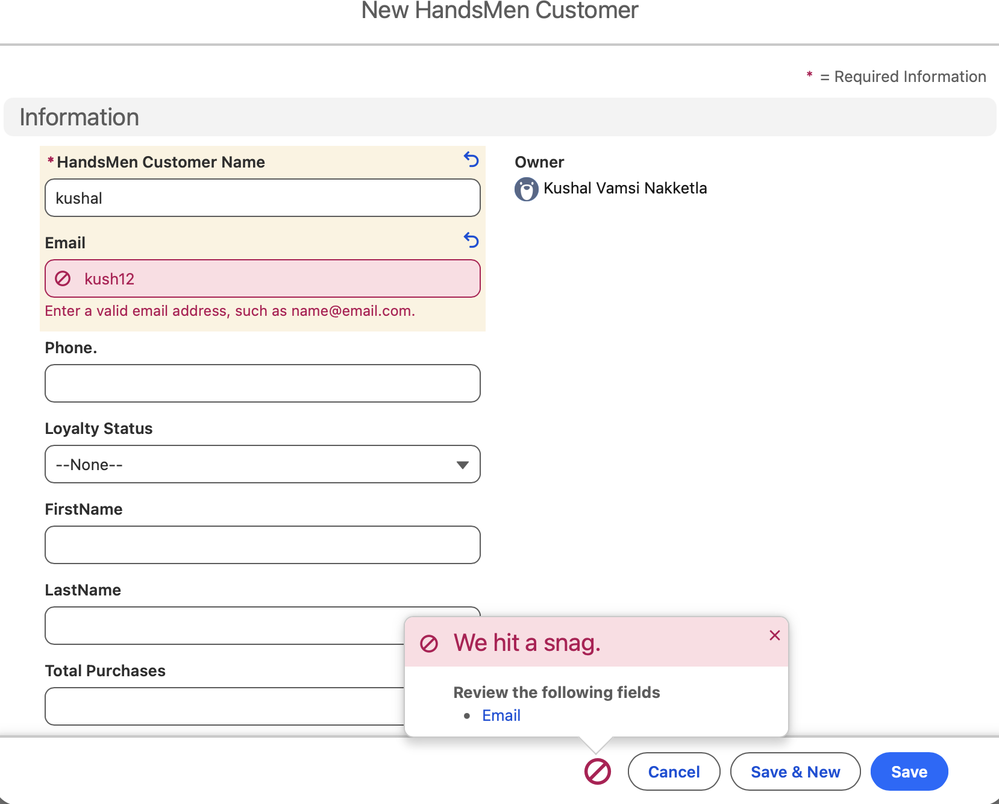 New HandsMen Customer
* = Required Information
Information
*HandsMen Customer Name
kushal
Owner
Kushal Vamsi Nakketla
Email
kush12
Enter a valid email address, such as name@email.com.
Phone.
Loyalty Status
--None--
FirstName
LastName
Total Purchases
We hit a snag.
Review the following fields
• Email
Cancel
Save & New
Save